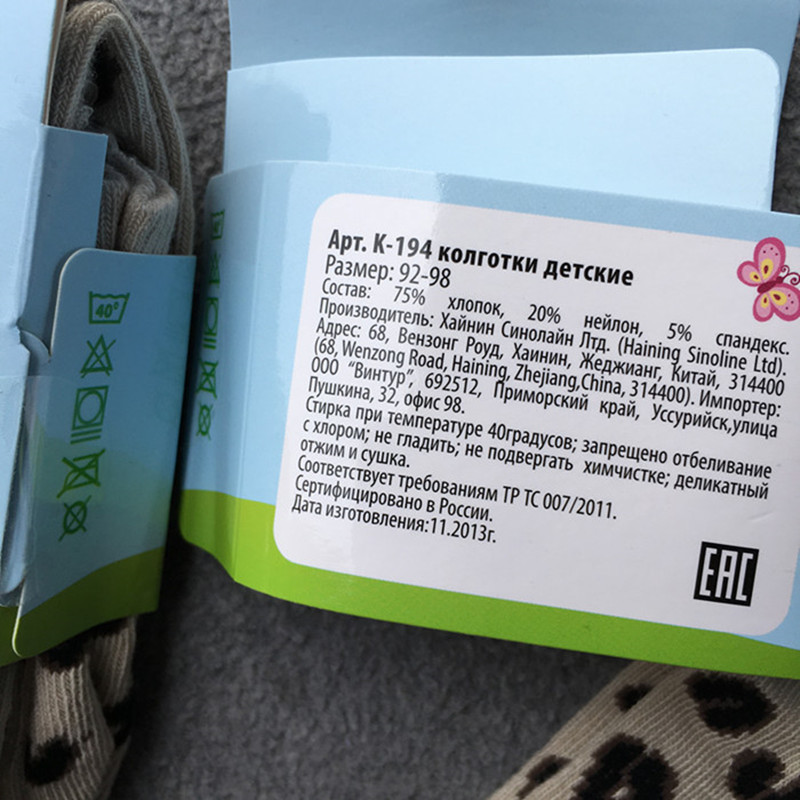 40°
Арт. К-194 колготки детские
Размер: 92-98
Состав: 75% хлопок, 20% нейлон, 5% спандекс.
Производитель: Хайнин Синолайн Лтд. (Haining Sinoline Ltd).
Адрес: 68, Вензонг Роуд, Хаинин, Жеджианг, Китай, 314400
(68, Wenzong Road, Haining, Zhejiang,China, 314400). Импортер:
ООО "Винтур", 692512, Приморский край, Уссурийск,улица
Пушкина, 32, офис 98.
Стирка при температуре 40градусов; запрещено отбеливание
с хлором; не гладить; не подвергать химчистке; деликатный
отжим и сушка.
Соответствует требованиям ТР ТС 007/2011.
Сертифицировано в России.
Дата изготовления:11.2013г.
EAC